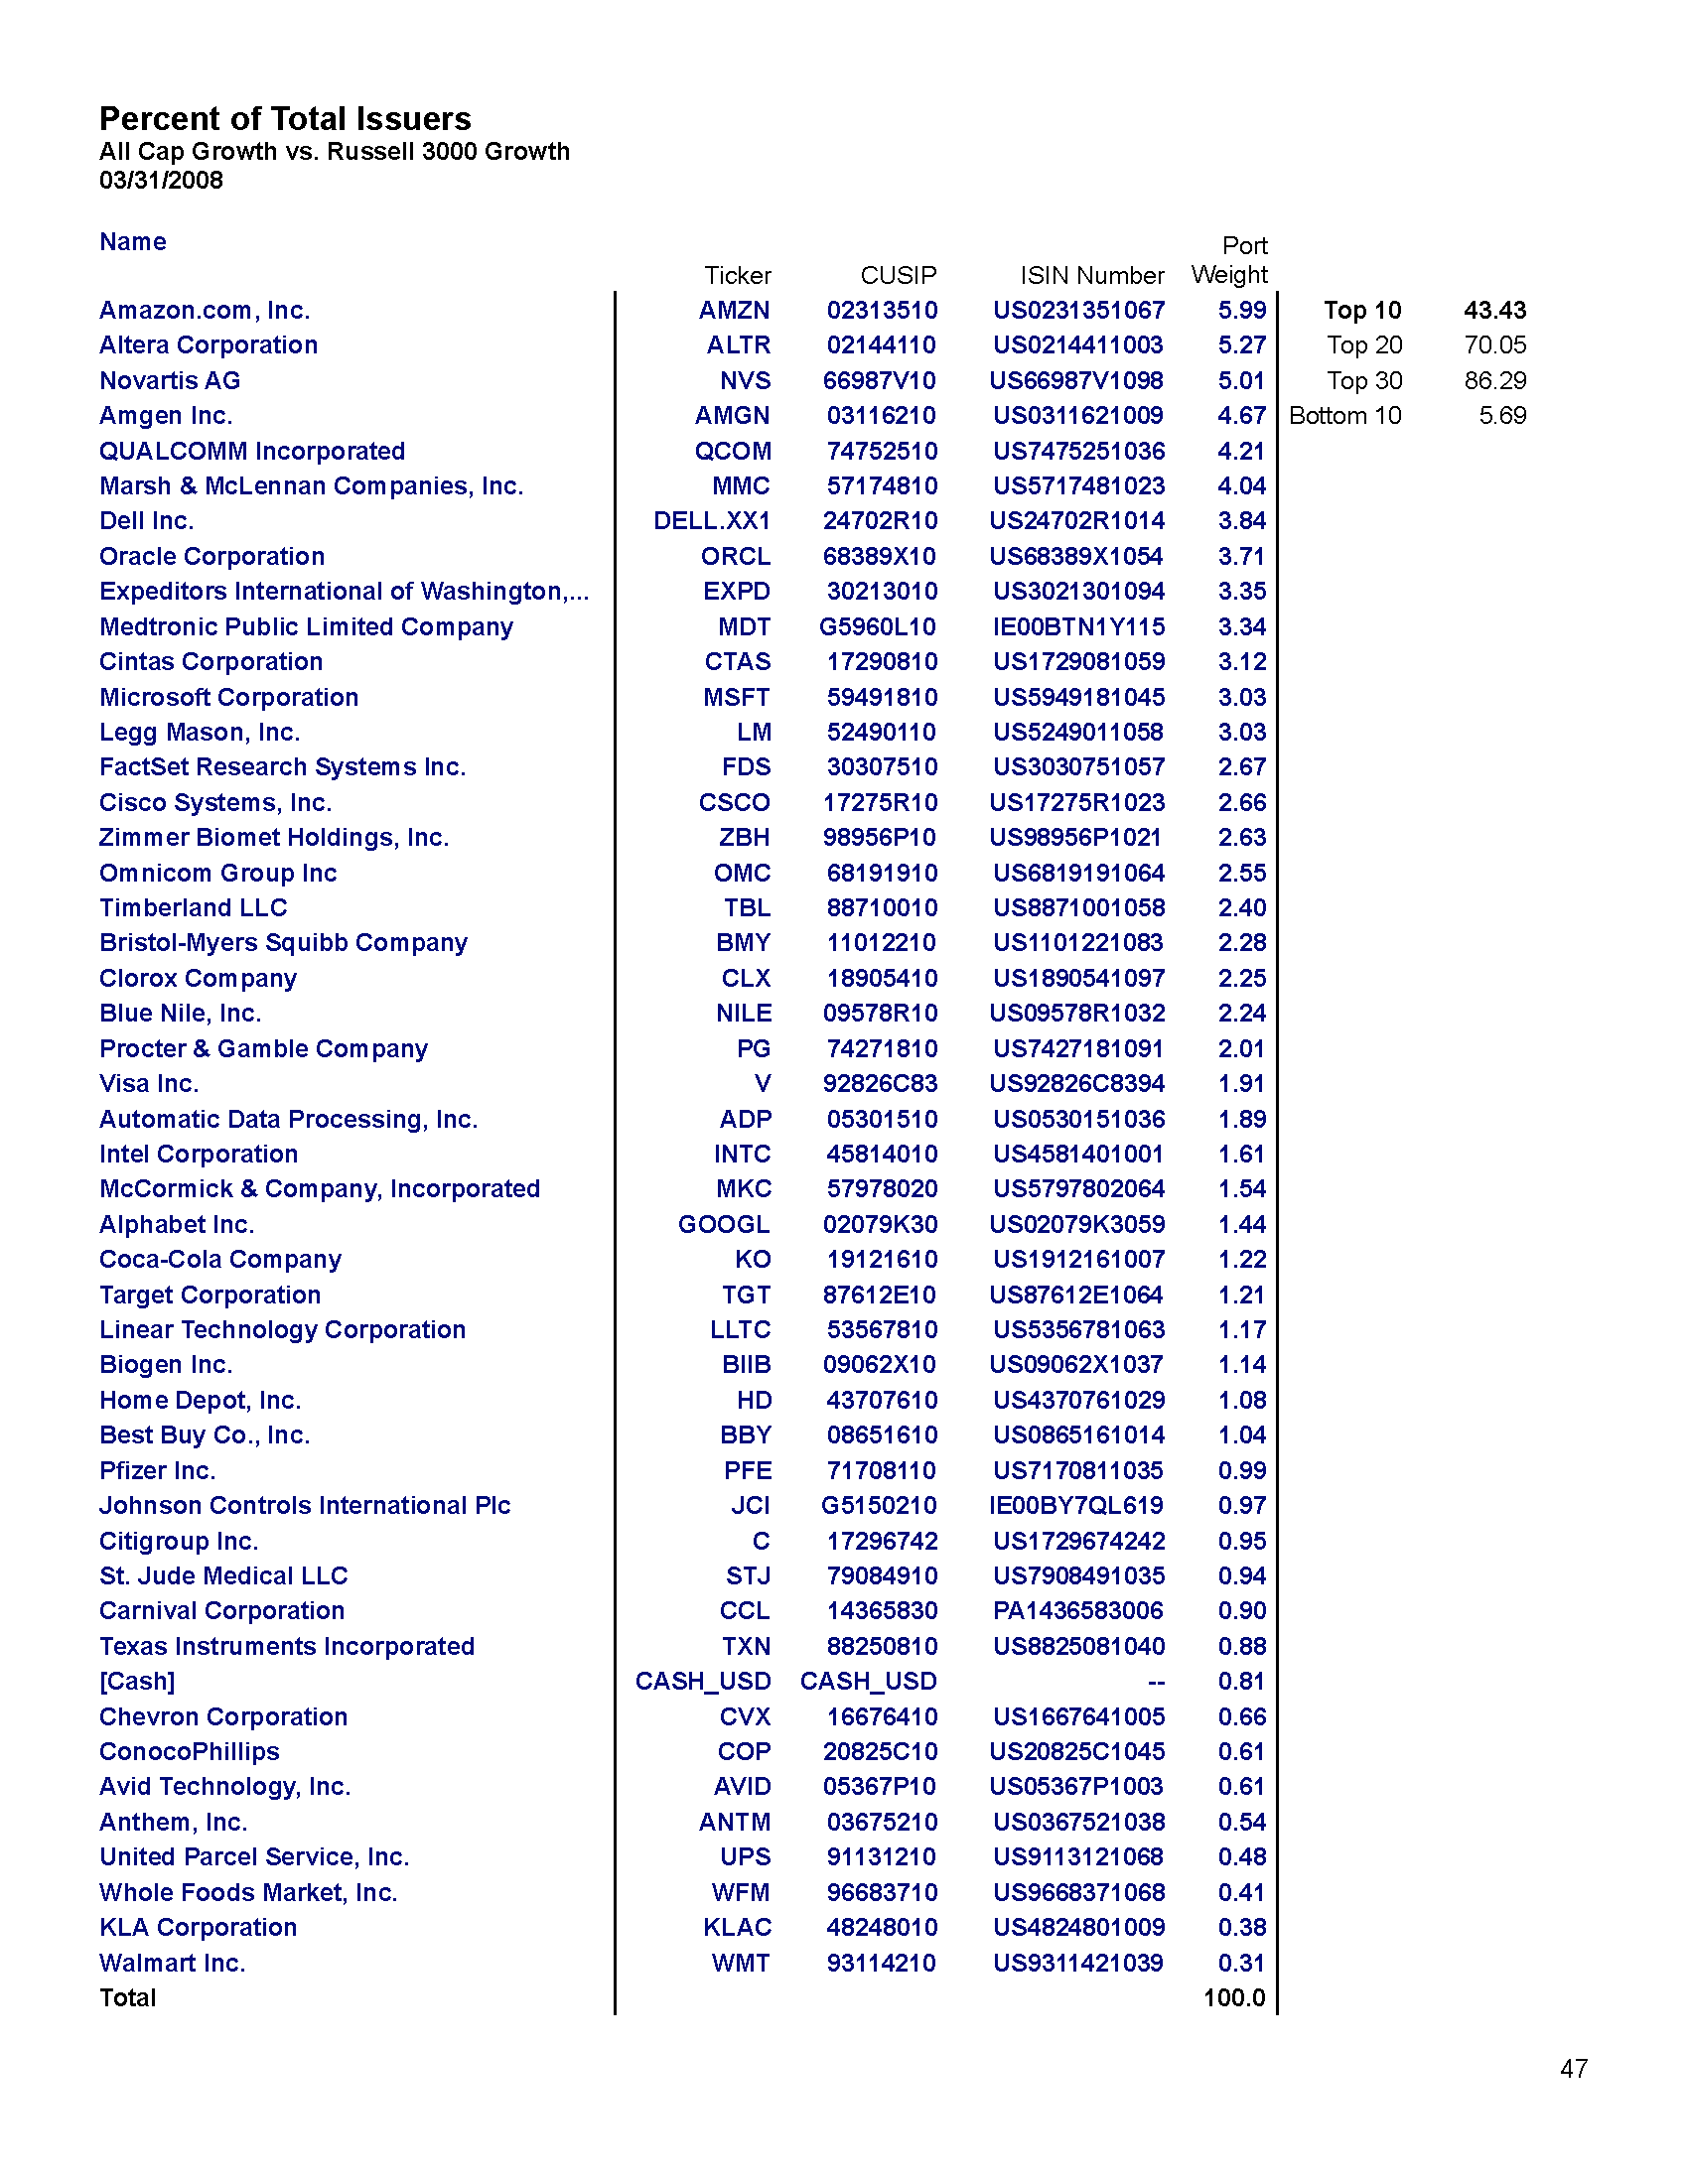 Percent of Total Issuers
All Cap Growth vs. Russell 3000 Growth
03/31/2008
Name Ticker CUSIP ISIN Number Port Weight
Amazon.com, Inc. AMZN 02313510 US0231351067 5.99 Top 10 43.43
Altera Corporation ALTR 02144110 US0214411003 5.27 Top 20 70.05
Novartis AG NVS 66987V10 US66987V1098 5.01 Top 30 86.29
Amgen Inc. AMGN 03116210 US0311621009 4.67 Bottom 10 5.69
QUALCOMM Incorporated QCOM 74752510 US7475251036 4.21
Marsh & McLennan Companies, Inc. MMC 57174810 US5717481023 4.04
Dell Inc. DELL.XX1 24702R10 US24702R1014 3.84
Oracle Corporation ORCL 68389X10 US68389X1054 3.71
Expeditors International of Washington,... EXPD 30213010 US3021301094 3.35
Medtronic Public Limited Company MDT G5960L10 IE00BTN1Y115 3.34
Cintas Corporation CTAS 17290810 US1729081059 3.12
Microsoft Corporation MSFT 59491810 US5949181045 3.03
Legg Mason, Inc. LM 52490110 US5249011058 3.03
FactSet Research Systems Inc. FDS 30307510 US3030751057 2.67
Cisco Systems, Inc. CSCO 17275R10 US17275R1023 2.66
Zimmer Biomet Holdings, Inc. ZBH 98956P10 US98956P1021 2.63
Omnicom Group Inc OMC 68191910 US6819191064 2.55
Timberland LLC TBL 88710010 US8871001058 2.40
Bristol-Myers Squibb Company BMY 11012210 US1101221083 2.28
Clorox Company CLX 18905410 US1890541097 2.25
Blue Nile, Inc. NILE 09578R10 US09578R1032 2.24
Procter & Gamble Company PG 74271810 US7427181091 2.01
Visa Inc. V 92826C83 US92826C8394 1.91
Automatic Data Processing, Inc. ADP 05301510 US0530151036 1.89
Intel Corporation INTC 45814010 US4581401001 1.61
McCormick & Company, Incorporated MKC 57978020 US5797802064 1.54
Alphabet Inc. GOOGL 02079K30 US02079K3059 1.44
Coca-Cola Company KO 19121610 US1912161007 1.22
Target Corporation TGT 87612E10 US87612E1064 1.21
Linear Technology Corporation LLTC 53567810 US5356781063 1.17
Biogen Inc. BIIB 09062X10 US09062X1037 1.14
Home Depot, Inc. HD 43707610 US4370761029 1.08
Best Buy Co., Inc. BBY 08651610 US0865161014 1.04
Pfizer Inc. PFE 71708110 US7170811035 0.99
Johnson Controls International Plc JCI G5150210 IE00BY7QL619 0.97
Citigroup Inc. C 17296742 US1729674242 0.95
St. Jude Medical LLC STJ 79084910 US7908491035 0.94
Carnival Corporation CCL 14365830 PA1436583006 0.90
Texas Instruments Incorporated TXN 88250810 US8825081040 0.88
[Cash] CASH_USD CASH_USD -- 0.81
Chevron Corporation CVX 16676410 US1667641005 0.66
ConocoPhillips COP 20825C10 US20825C1045 0.61
Avid Technology, Inc. AVID 05367P10 US05367P1003 0.61
Anthem, Inc. ANTM 03675210 US0367521038 0.54
United Parcel Service, Inc. UPS 91131210 US9113121068 0.48
Whole Foods Market, Inc. WFM 96683710 US9668371068 0.41
KLA Corporation KLAC 48248010 US4824801009 0.38
Walmart Inc. WMT 93114210 US9311421039 0.31
Total 100.0
47